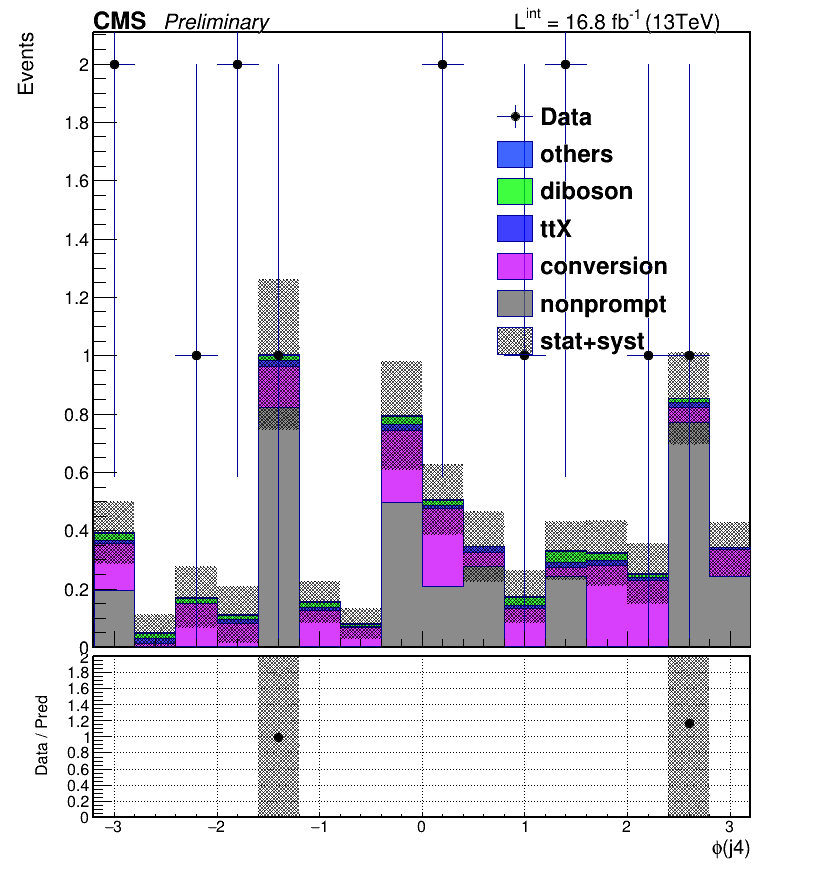 CMS Preliminary L^int = 16.8 fb^-1 (13TeV)
Events
2
1.8
1.6
1.4
1.2
1
0.8
0.6
0.4
0.2
0
Data
others
diboson
ttX
conversion
nonprompt
stat+syst
Data / Pred
2
1.8
1.6
1.4
1.2
1
0.8
0.6
0.4
0.2
0
−3 −2 −1 0 1 2 3
ϕ(j4)